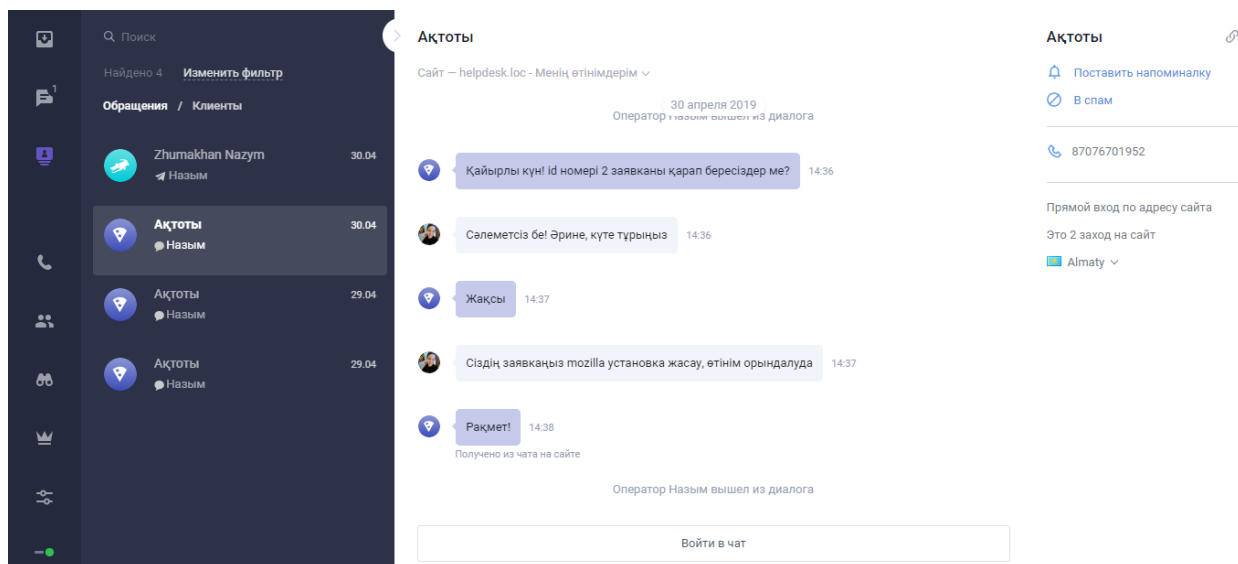 Поиск
Найдено 4 Изменить фильтр
1
Обращения / Клиенты
Zhumakhan Nazym 30.04
Назым
Ақтоты 30.04
Назым
Ақтоты 29.04
Назым
Ақтоты 29.04
Назым
Ақтоты
Сайт — helpdesk.loc - Менің өтінімдерім
30 апреля 2019
Оператор Назым вышел из диалога
Қайырлы күн! id номері 2 заявканы қарап бересіздер ме? 14:36
Сәлеметсіз бе! Әрине, күте тұрыңыз 14:36
Жақсы 14:37
Сіздің заявкаңыз mozilla установка жасау, өтінім орындалуда 14:37
Рақмет! 14:38
Получено из чата на сайте
Оператор Назым вышел из диалога
Войти в чат
Ақтоты
Поставить напоминалку
В спам
87076701952
Прямой вход по адресу сайта
Это 2 заход на сайт
Almaty